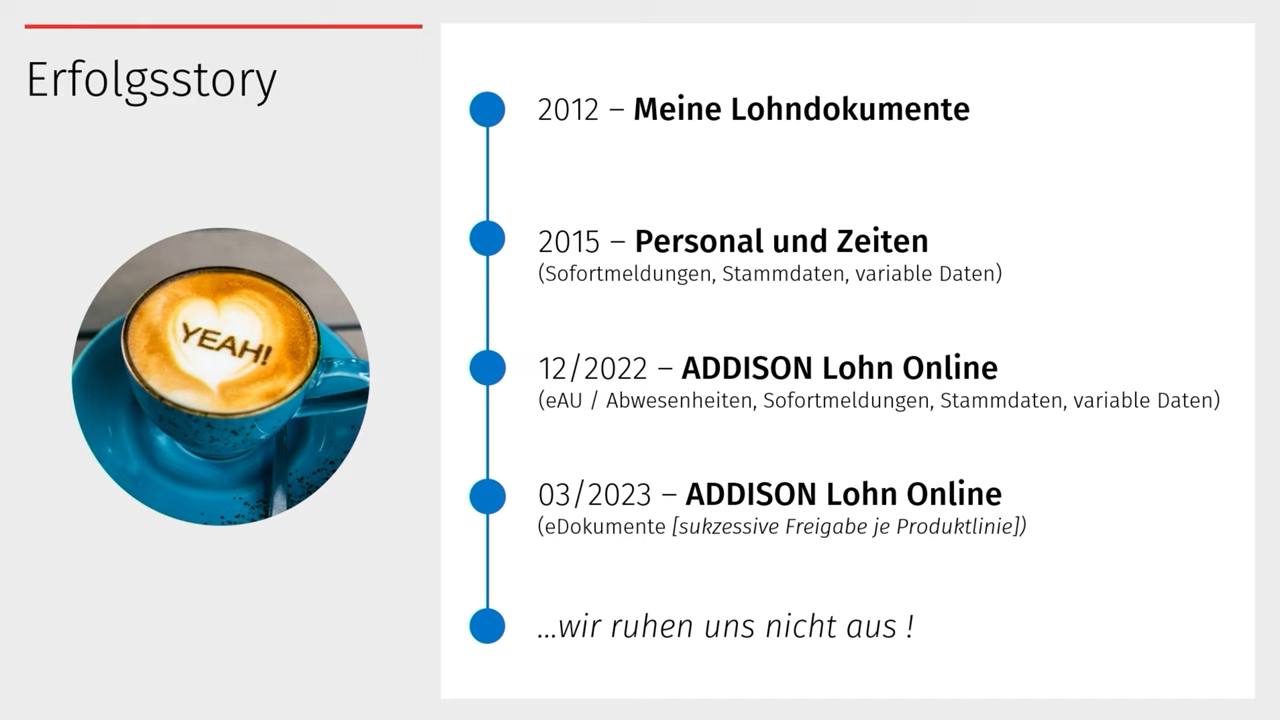 Erfolgsstory
YEAH!
2012 – Meine Lohndokumente
2015 – Personal und Zeiten
(Sofortmeldungen, Stammdaten, variable Daten)
12/2022 – ADDISON Lohn Online
(eAU / Abwesenheiten, Sofortmeldungen, Stammdaten, variable Daten)
03/2023 – ADDISON Lohn Online
(eDokumente [sukzessive Freigabe je Produktlinie])
...wir ruhen uns nicht aus !